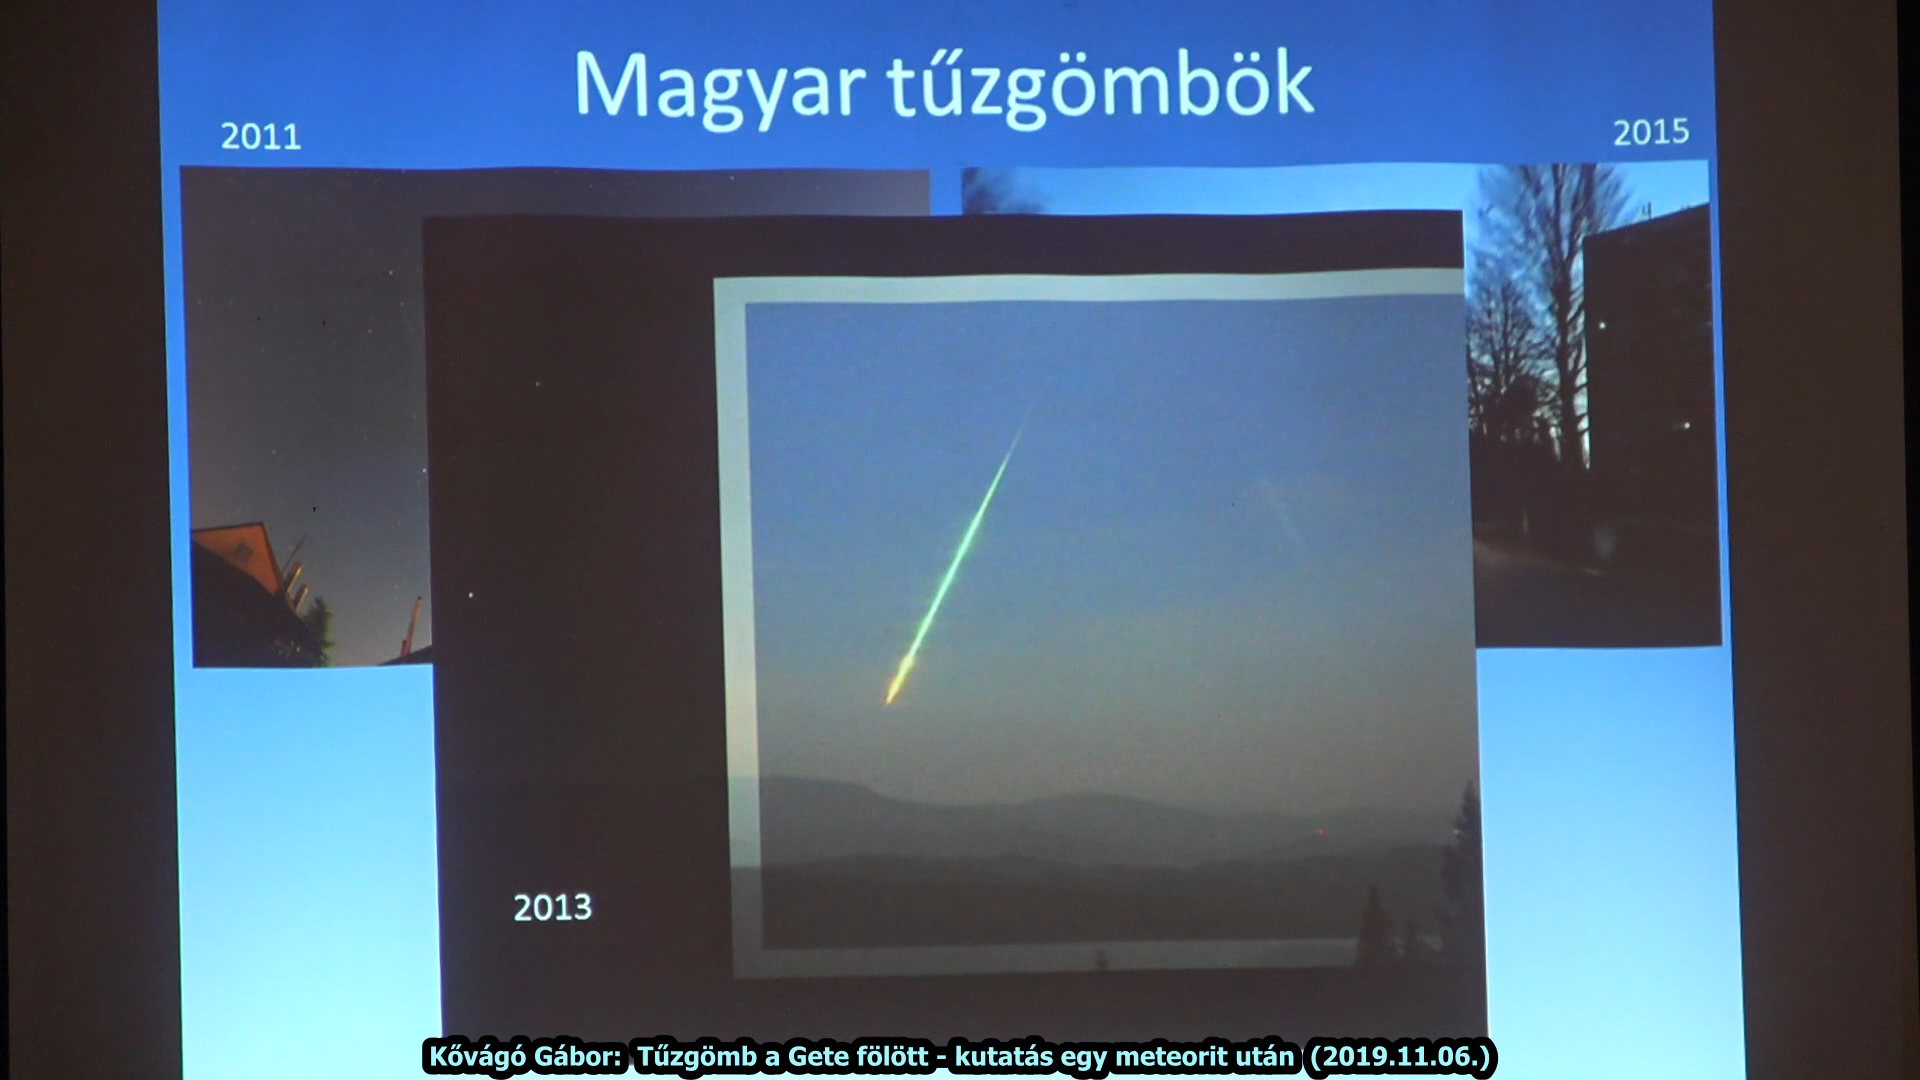 Magyar tűzgömbök
2011
2015
2013
Kővágó Gábor: Tűzgömb a Gete fölött - kutatás egy meteorit után (2019.11.06.)